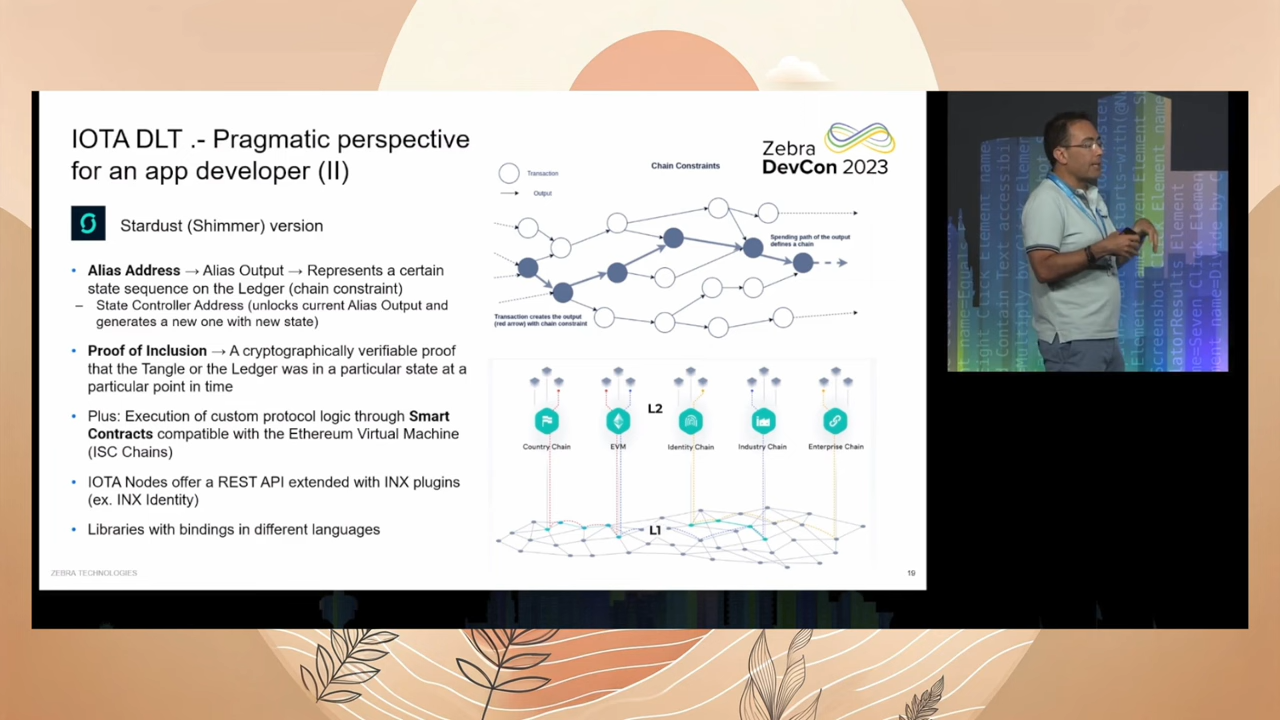 IOTA DLT .- Pragmatic perspective
for an app developer (II)
Zebra
DevCon 2023
Stardust (Shimmer) version
• Alias Address → Alias Output → Represents a certain
state sequence on the Ledger (chain constraint)
– State Controller Address (unlocks current Alias Output and
generates a new one with new state)
• Proof of Inclusion → A cryptographically verifiable proof
that the Tangle or the Ledger was in a particular state at a
particular point in time
• Plus: Execution of custom protocol logic through Smart
Contracts compatible with the Ethereum Virtual Machine
(ISC Chains)
• IOTA Nodes offer a REST API extended with INX plugins
(ex. INX Identity)
• Libraries with bindings in different languages
Transaction
Output
Chain Constraints
Spending path of the output
defines a chain
Transaction creates the output
(red arrow) with chain constraint
L2
Country Chain
EVM
Identity Chain
Industry Chain
Enterprise Chain
L1
ZEBRA TECHNOLOGIES
19